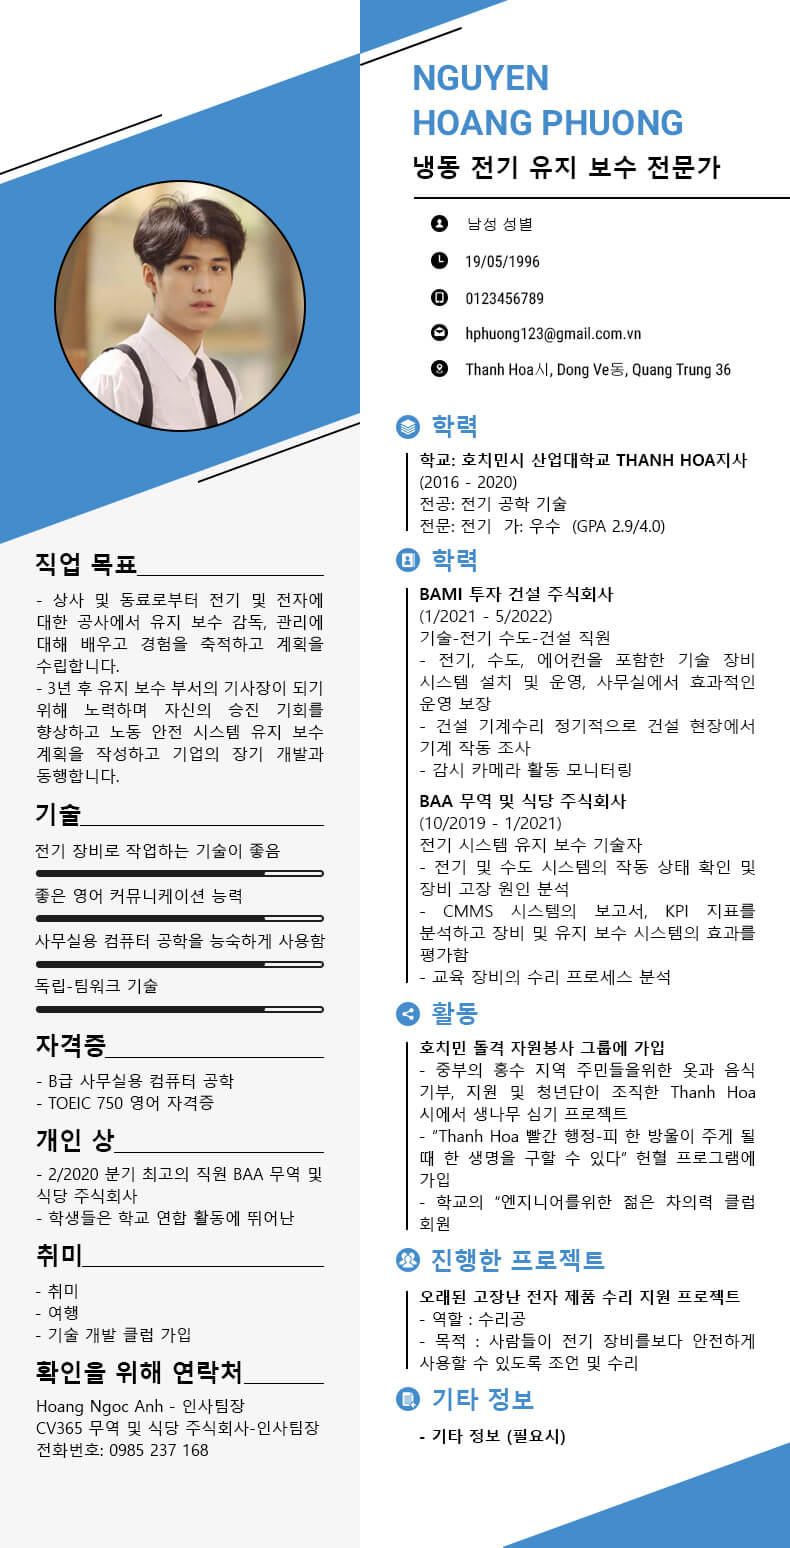 NGUYEN
HOANG PHUONG
냉동 전기 유지 보수 전문가
남성 성별
19/05/1996
0123456789
hphuong123@gmail.com.vn
Thanh Hoa시, Dong Ve동, Quang Trung 36
직업 목표
- 상사 및 동료로부터 전기 및 전자에
대한 공사에서 유지 보수 감독, 관리에
대해 배우고 경험을 축적하고 계획을
수립합니다.
- 3년 후 유지 보수 부서의 기사장이 되기
위해 노력하며 자신의 승진 기회를
향상하고 노동 안전 시스템 유지 보수
계획을 작성하고 기업의 장기 개발과
동행합니다.
기술
전기 장비로 작업하는 기술이 좋음
좋은 영어 커뮤니케이션 능력
사무실용 컴퓨터 공학을 능숙하게 사용함
독립-팀워크 기술
자격증
- B급 사무실용 컴퓨터 공학
- TOEIC 750 영어 자격증
개인 상
- 2/2020 분기 최고의 직원 BAA 무역 및
식당 주식회사
- 학생들은 학교 연합 활동에 뛰어난
취미
- 취미
- 여행
- 기술 개발 클럽 가입
확인을 위해 연락처
Hoang Ngoc Anh - 인사팀장
CV365 무역 및 식당 주식회사-인사팀장
전화번호: 0985 237 168
학력
학교: 호치민시 산업대학교 THANH HOA지사
(2016 - 2020)
전공: 전기 공학 기술
전문: 전기 가: 우수 (GPA 2.9/4.0)
학력
BAMI 투자 건설 주식회사
(1/2021 - 5/2022)
기술-전기 수도-건설 직원
- 전기, 수도, 에어컨을 포함한 기술 장비
시스템 설치 및 운영, 사무실에서 효과적인
운영 보장
- 건설 기계수리 정기적으로 건설 현장에서
기계 작동 조사
- 감시 카메라 활동 모니터링
BAA 무역 및 식당 주식회사
(10/2019 - 1/2021)
전기 시스템 유지 보수 기술자
- 전기 및 수도 시스템의 작동 상태 확인 및
장비 고장 원인 분석
- CMMS 시스템의 보고서, KPI 지표를
분석하고 장비 및 유지 보수 시스템의 효과를
평가함
- 교육 장비의 수리 프로세스 분석
활동
호치민 돌격 자원봉사 그룹에 가입
- 중부의 홍수 지역 주민들을위한 옷과 음식
기부, 지원 및 청년단이 조직한 Thanh Hoa
시에서 생나무 심기 프로젝트
- “Thanh Hoa 빨간 행정-피 한 방울이 주게 될
때 한 생명을 구할 수 있다” 헌혈 프로그램에
가입
- 학교의 “엔지니어를위한 젊은 차의력 클럽
회원
진행한 프로젝트
오래된 고장난 전자 제품 수리 지원 프로젝트
- 역할 : 수리공
- 목적 : 사람들이 전기 장비를보다 안전하게
사용할 수 있도록 조언 및 수리
기타 정보
- 기타 정보 (필요시)